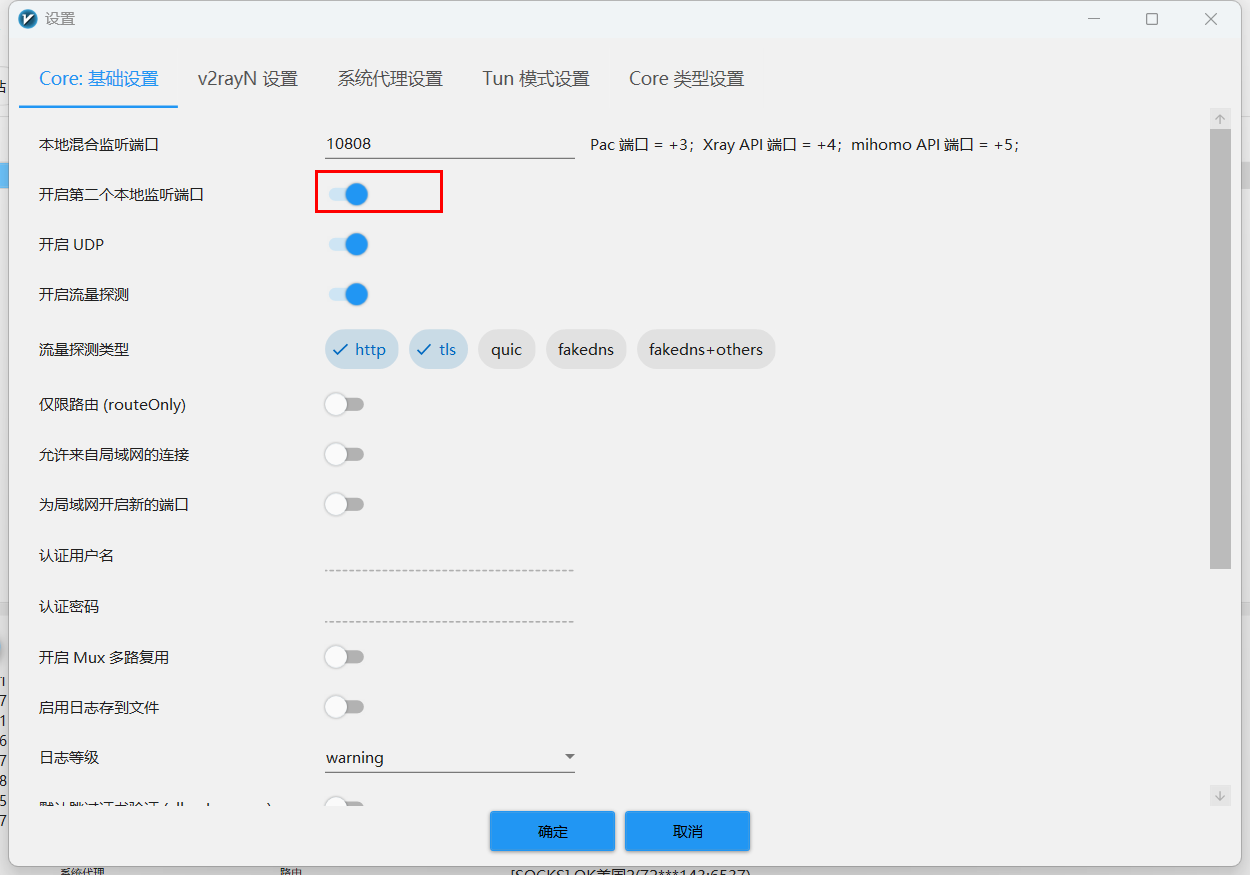 设置
Core: 基础设置 v2rayN 设置 系统代理设置 Tun 模式设置 Core 类型设置
本地混合监听端口 10808 Pac 端口 = +3；Xray API 端口 = +4；mihomo API 端口 = +5；
开启第二个本地监听端口
开启 UDP
开启流量探测
流量探测类型 http tls quic fakedns fakedns+others
仅限路由 (routeOnly)
允许来自局域网的连接
为局域网开启新的端口
认证用户名
认证密码
开启 Mux 多路复用
启用日志存到文件
日志等级 warning
确定 取消
系统代理 路由